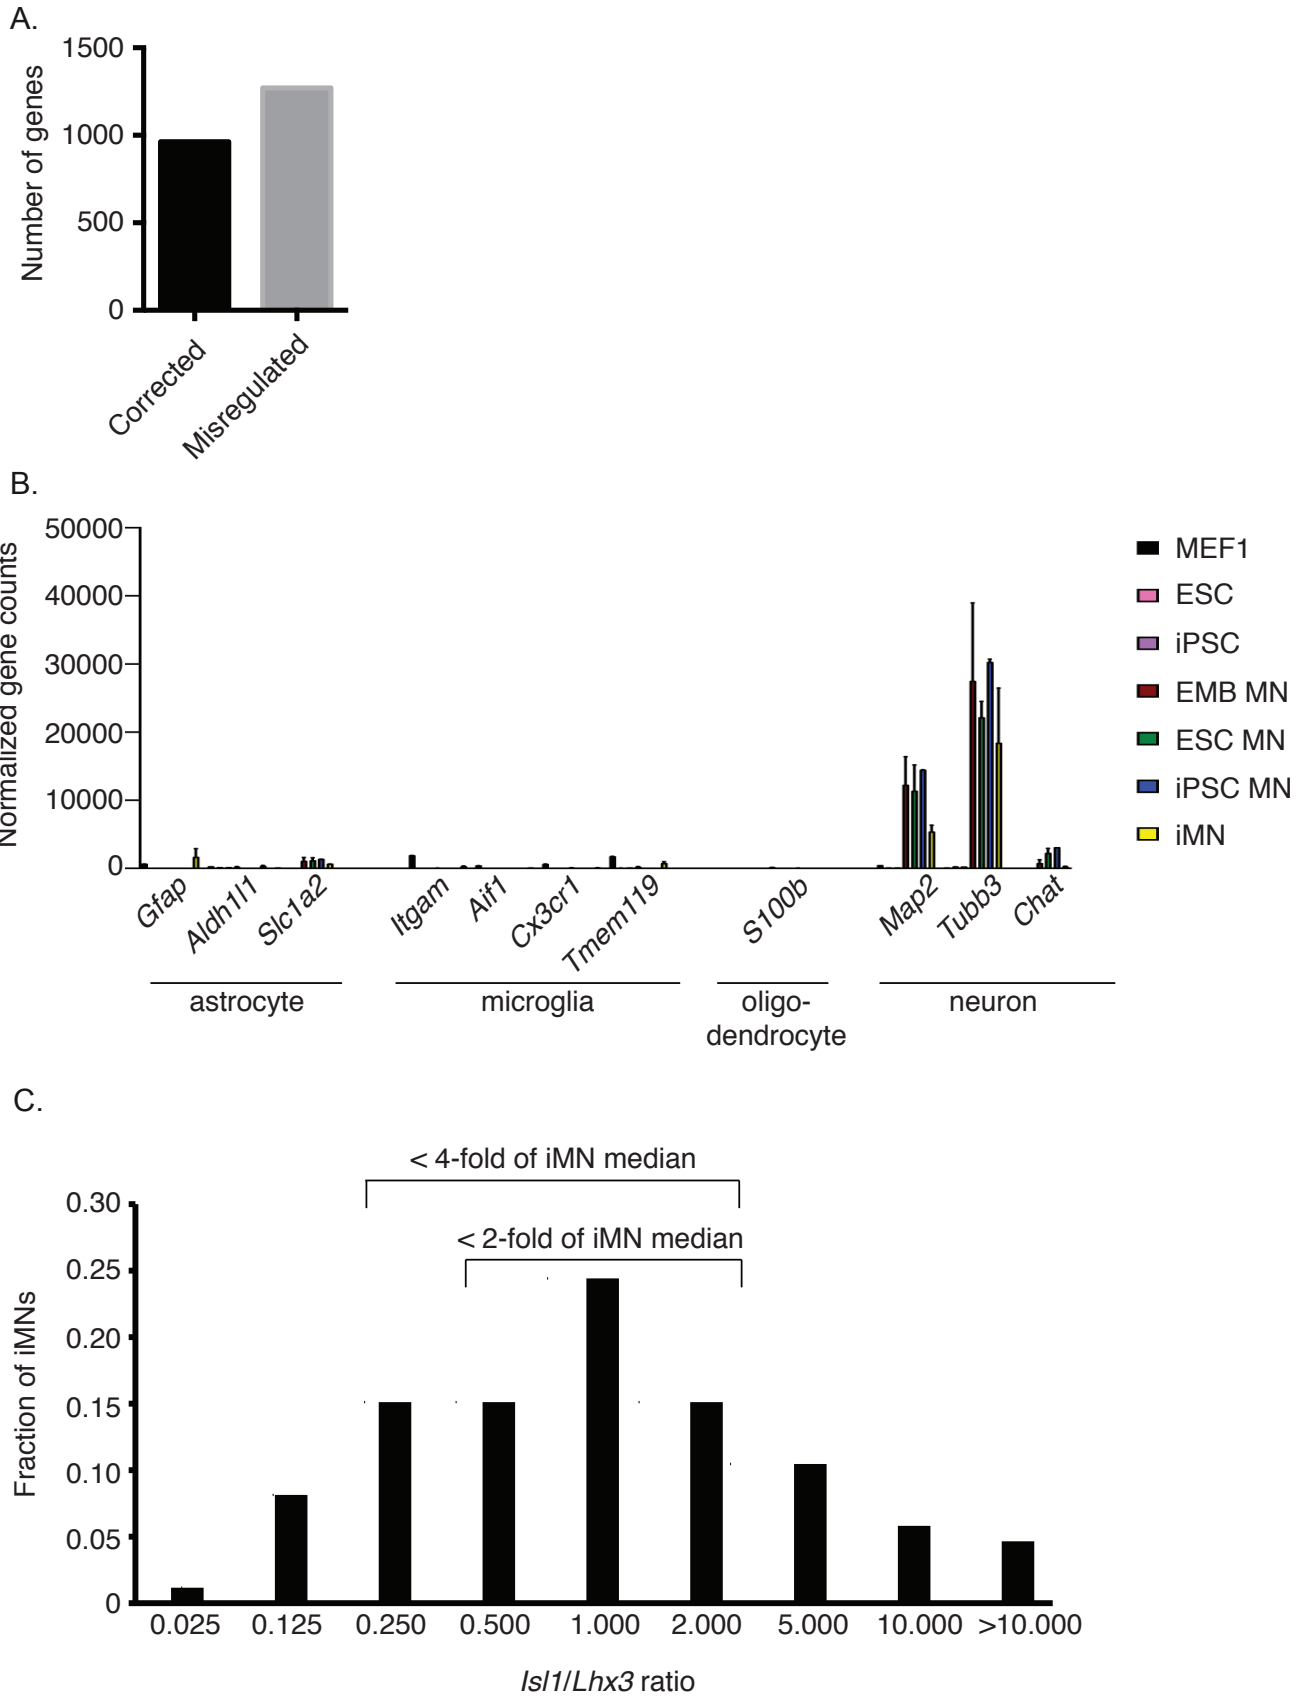 A.
Number of genes
1500
1000
500
0
Corrected
Misregulated
B.
Normalized gene counts
50000
40000
30000
20000
10000
0
Gfap
Aldh1l1
Slc1a2
Itgam
Aif1
Cx3cr1
Tmem119
S100b
Map2
Tubb3
Chat
astrocyte
microglia
oligo-
dendrocyte
neuron
MEF1
ESC
iPSC
EMB MN
ESC MN
iPSC MN
iMN
C.
< 4-fold of iMN median
< 2-fold of iMN median
Fraction of iMNs
0.30
0.25
0.20
0.15
0.10
0.05
0
0.025 0.125 0.250 0.500 1.000 2.000 5.000 10.000 >10.000
Isl1/Lhx3 ratio